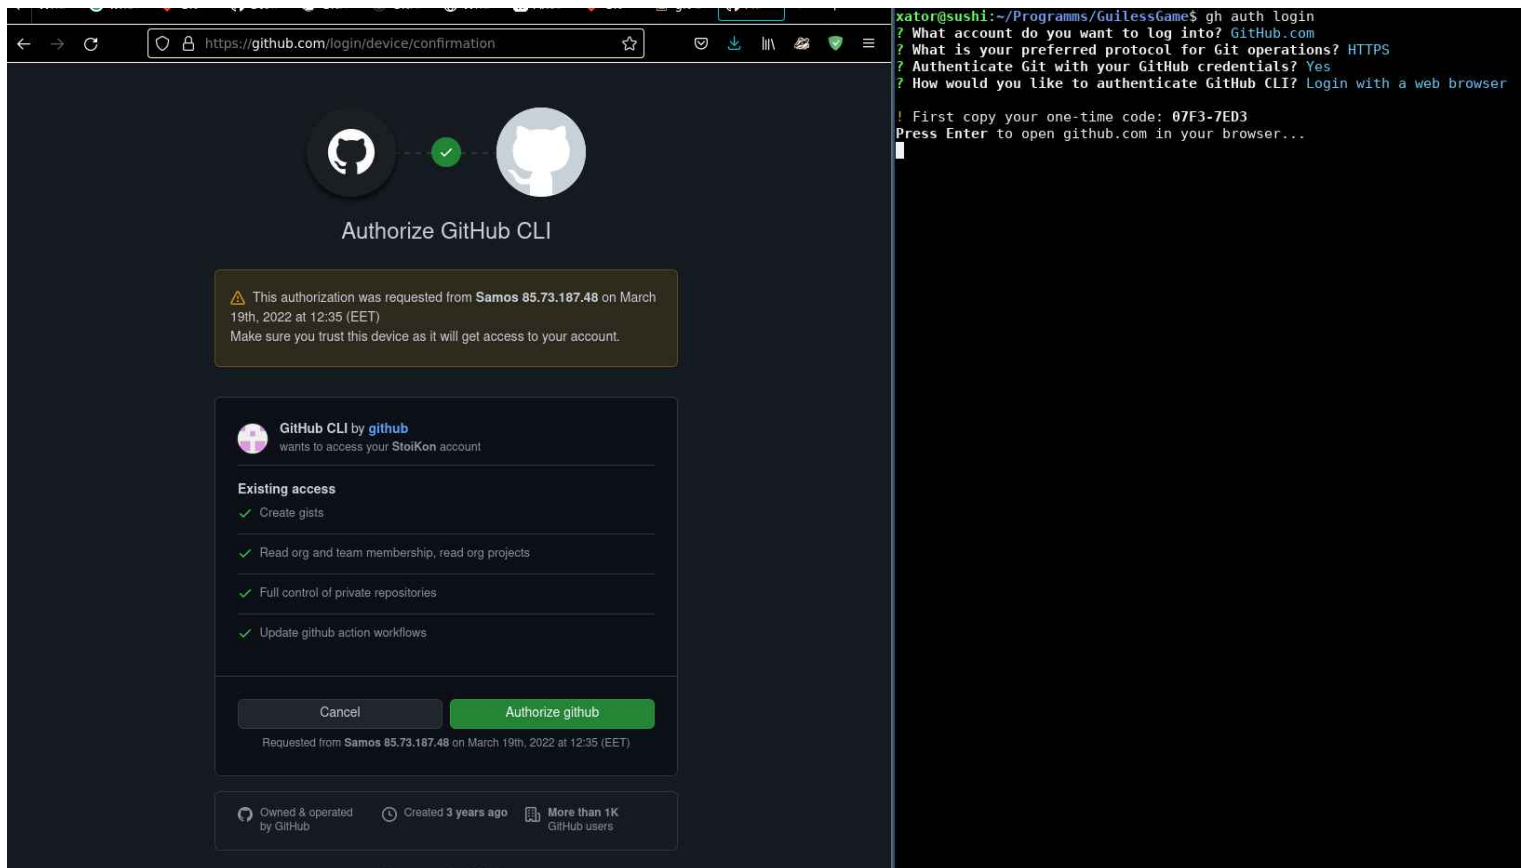 https://github.com/login/device/confirmation
Authorize GitHub CLI
This authorization was requested from Samos 85.73.187.48 on March
19th, 2022 at 12:35 (EET)
Make sure you trust this device as it will get access to your account.
GitHub CLI by github
wants to access your StoiKon account
Existing access
Create gists
Read org and team membership, read org projects
Full control of private repositories
Update github action workflows
Cancel
Authorize github
Requested from Samos 85.73.187.48 on March 19th, 2022 at 12:35 (EET)
Owned & operated
by GitHub
Created 3 years ago
More than 1K
GitHub users
xator@sushi:~/Programms/GuilessGame$ gh auth login
? What account do you want to log into? GitHub.com
? What is your preferred protocol for Git operations? HTTPS
? Authenticate Git with your GitHub credentials? Yes
? How would you like to authenticate GitHub CLI? Login with a web browser
! First copy your one-time code: 07F3-7ED3
Press Enter to open github.com in your browser...